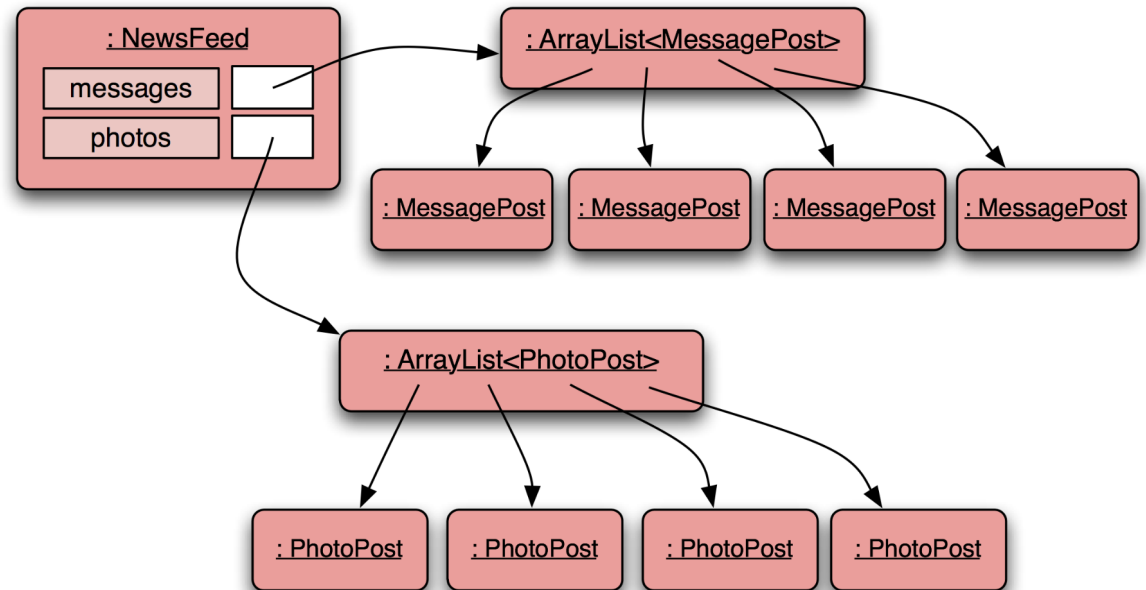 : NewsFeed
messages
photos
: ArrayList<MessagePost>
: MessagePost
: MessagePost
: MessagePost
: MessagePost
: ArrayList<PhotoPost>
: PhotoPost
: PhotoPost
: PhotoPost
: PhotoPost